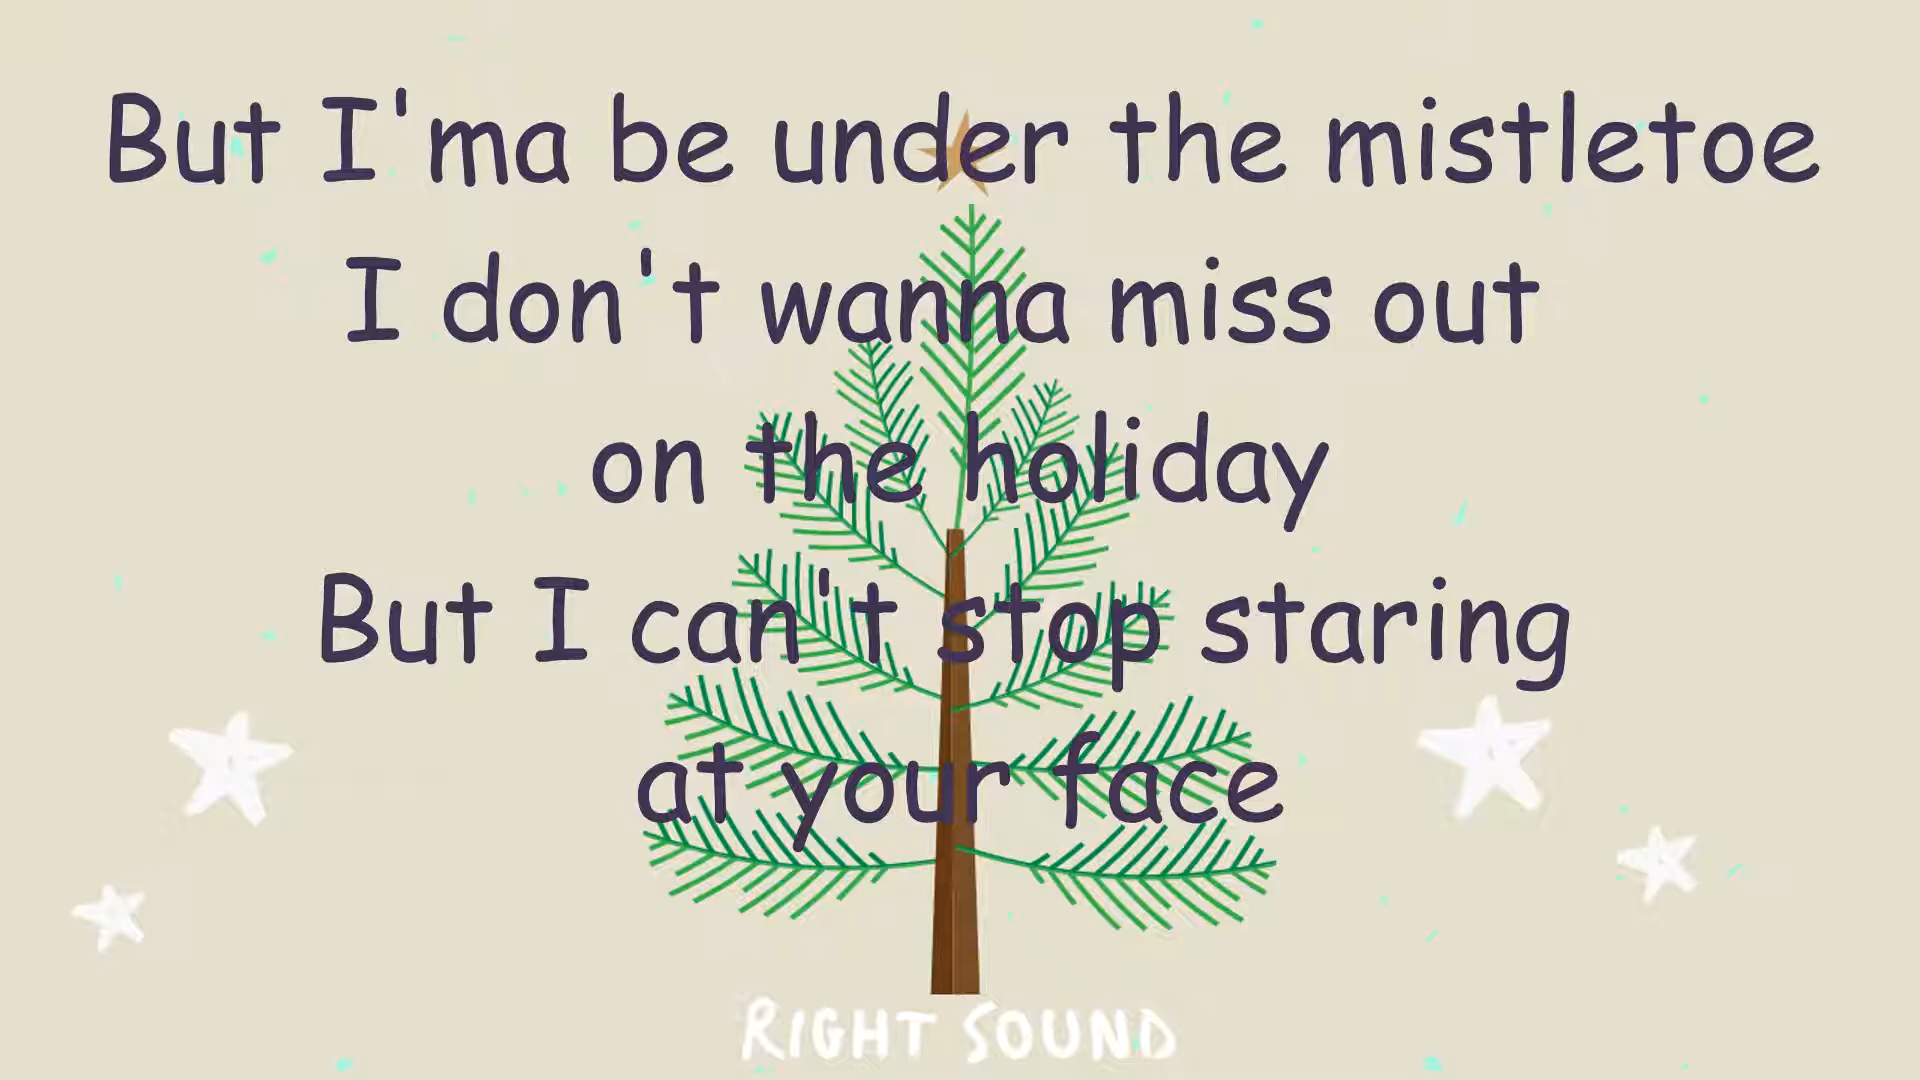 But I'ma be under the mistletoe
I don't wanna miss out
on the holiday
But I can't stop staring
at your face
RIGHT SOUND